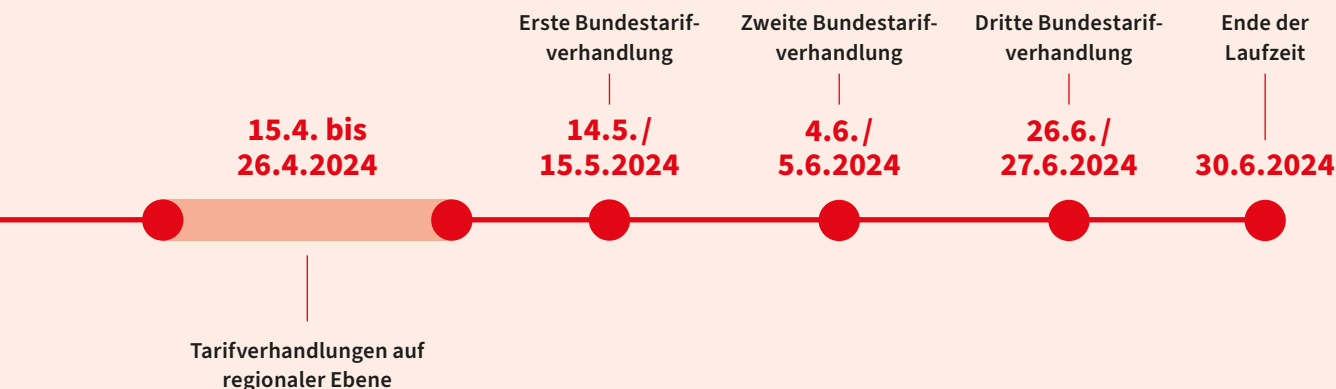 15.4. bis
26.4.2024
Tarifverhandlungen auf
regionaler Ebene
Erste Bundestarif-
verhandlung
14.5./
15.5.2024
Zweite Bundestarif-
verhandlung
4.6./
5.6.2024
Dritte Bundestarif-
verhandlung
26.6./
27.6.2024
Ende der
Laufzeit
30.6.2024